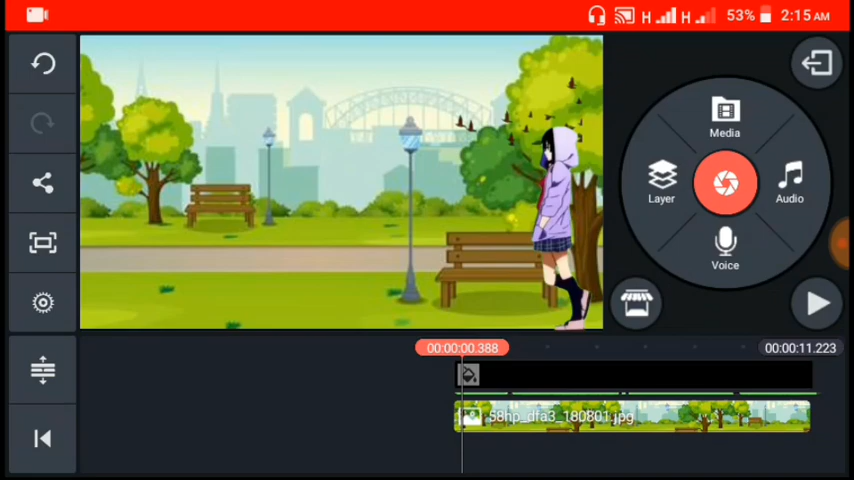 H H 53% 2:15 AM
Media
Layer
Audio
Voice
00:00:00.388
00:00:11.223
58hp_dfa3_180801.jpg